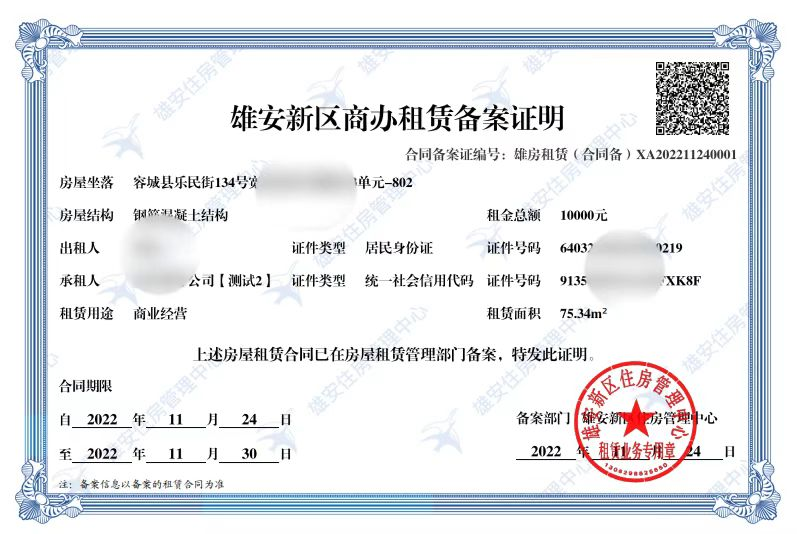 雄安新区商办租赁备案证明
合同备案证编号：雄房租赁（合同备）XA202211240001
房屋坐落 容城县乐民街134号 单元-802
房屋结构 钢筋混凝土结构 租金总额 10000元
出租人 证件类型 居民身份证 证件号码 6403 0219
承租人 公司【测试2】 证件类型 统一社会信用代码 证件号码 9135 XK8F
租赁用途 商业经营 租赁面积 75.34m²
上述房屋租赁合同已在房屋租赁管理部门备案，特发此证明。
合同期限
自 2022 年 11 月 24 日
备案部门 雄安新区住房管理中心
至 2022 年 11 月 30 日
2022 年 11 月 24 日
注：备案信息以备案的租赁合同为准
雄安新区住房管理中心
租赁业务专用章
雄安住房管理中心